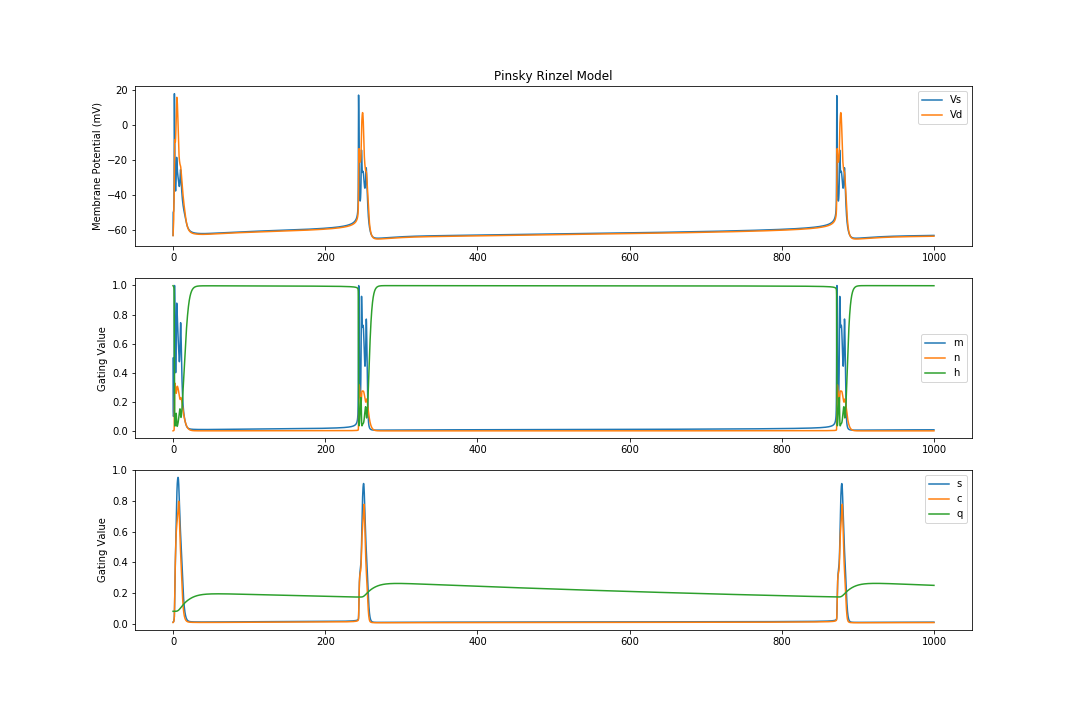 Pinsky Rinzel Model
Membrane Potential (mV)
20
0
−20
−40
−60
0
200
400
600
800
1000
Vs
Vd
Gating Value
1.0
0.8
0.6
0.4
0.2
0.0
0
200
400
600
800
1000
m
n
h
Gating Value
1.0
0.8
0.6
0.4
0.2
0.0
0
200
400
600
800
1000
s
c
q